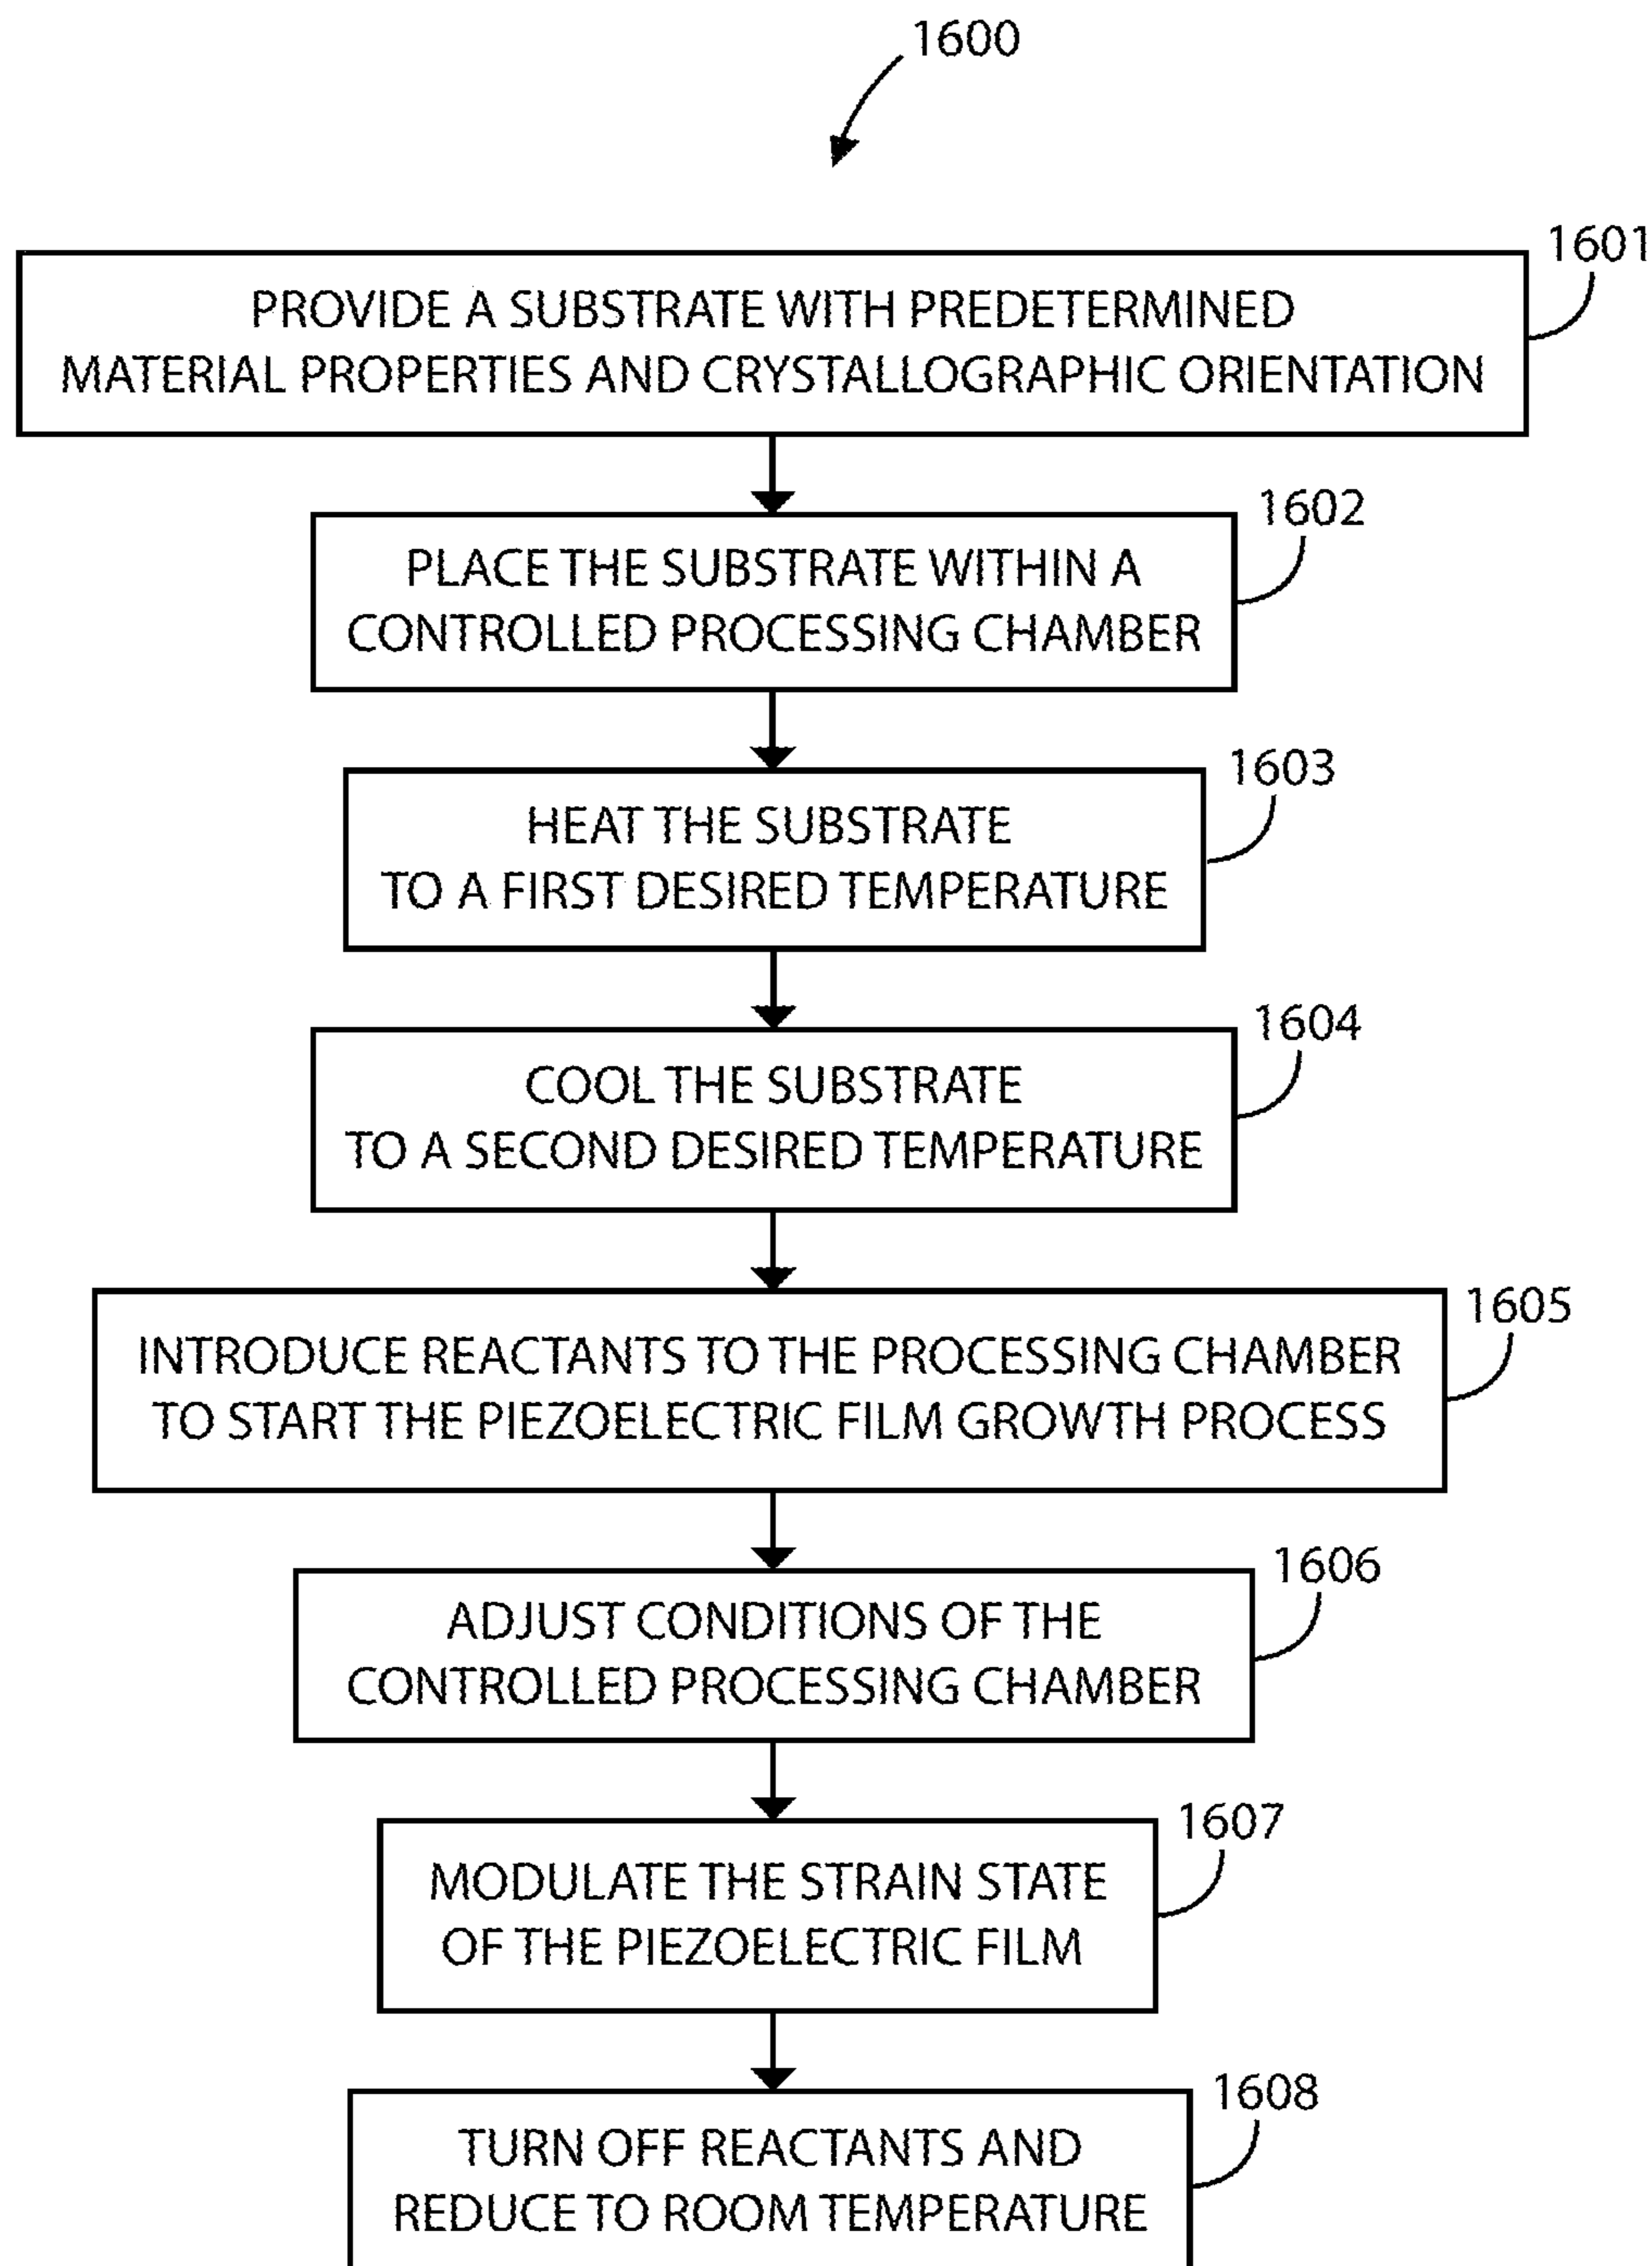 1600
1601
PROVIDE A SUBSTRATE WITH PREDETERMINED
MATERIAL PROPERTIES AND CRYSTALLOGRAPHIC ORIENTATION
1602
PLACE THE SUBSTRATE WITHIN A
CONTROLLED PROCESSING CHAMBER
1603
HEAT THE SUBSTRATE
TO A FIRST DESIRED TEMPERATURE
1604
COOL THE SUBSTRATE
TO A SECOND DESIRED TEMPERATURE
1605
INTRODUCE REACTANTS TO THE PROCESSING CHAMBER
TO START THE PIEZOELECTRIC FILM GROWTH PROCESS
1606
ADJUST CONDITIONS OF THE
CONTROLLED PROCESSING CHAMBER
1607
MODULATE THE STRAIN STATE
OF THE PIEZOELECTRIC FILM
1608
TURN OFF REACTANTS AND
REDUCE TO ROOM TEMPERATURE